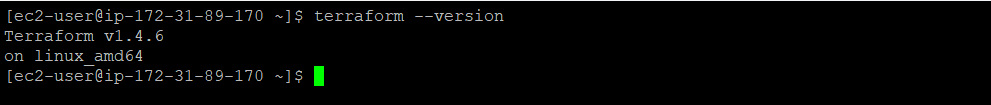 [ec2-user@ip-172-31-89-170 ~]$ terraform --version
Terraform v1.4.6
on linux_amd64
[ec2-user@ip-172-31-89-170 ~]$